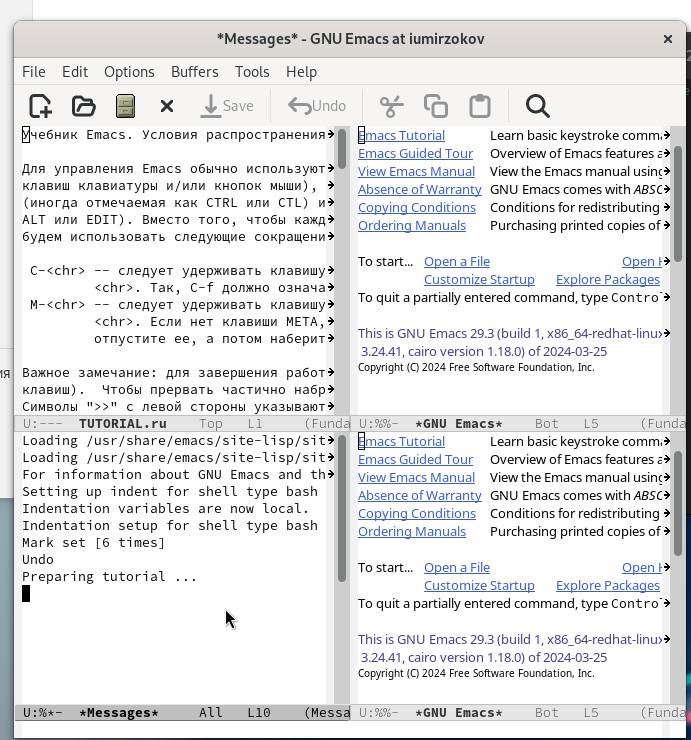 *Messages* - GNU Emacs at iumirzokov
File Edit Options Buffers Tools Help
Save Undo
Учебник Emacs. Условия распространения
Для управления Emacs обычно используют
клавиш клавиатуры и/или кнопок мыши),
(иногда отмечаемая как CTRL или CTL) и
ALT или EDIT). Вместо того, чтобы кажд
будем использовать следующие сокращени
C-<chr> -- следует удерживать клавишу
<chr>. Так, C-f должно означа
M-<chr> -- следует удерживать клавишу
<chr>. Если нет клавиши META,
отпустите ее, а потом наберит
Важное замечание: для завершения работ
клавиш).  Чтобы прервать частично набр
Символы ">>" с левой стороны указывают
U:--- TUTORIAL.ru Top L1 (Funda
Emacs Tutorial Learn basic keystroke comm
Emacs Guided Tour Overview of Emacs features a
View Emacs Manual View the Emacs manual using
Absence of Warranty GNU Emacs comes with ABSO
Copying Conditions Conditions for redistributing
Ordering Manuals Purchasing printed copies of
To start... Open a File Open H
Customize Startup Explore Packages
To quit a partially entered command, type Contro
This is GNU Emacs 29.3 (build 1, x86_64-redhat-linux
3.24.41, cairo version 1.18.0) of 2024-03-25
Copyright (C) 2024 Free Software Foundation, Inc.
U:%%- *GNU Emacs* Bot L5 (Funda
Loading /usr/share/emacs/site-lisp/sit
Loading /usr/share/emacs/site-lisp/sit
For information about GNU Emacs and th
Setting up indent for shell type bash
Indentation variables are now local.
Indentation setup for shell type bash
Mark set [6 times]
Undo
Preparing tutorial ...
U:%*- *Messages* All L10 (Messa
Emacs Tutorial Learn basic keystroke comm
Emacs Guided Tour Overview of Emacs features a
View Emacs Manual View the Emacs manual using
Absence of Warranty GNU Emacs comes with ABSO
Copying Conditions Conditions for redistributing
Ordering Manuals Purchasing printed copies of
To start... Open a File Open H
Customize Startup Explore Packages
To quit a partially entered command, type Contro
This is GNU Emacs 29.3 (build 1, x86_64-redhat-linux
3.24.41, cairo version 1.18.0) of 2024-03-25
Copyright (C) 2024 Free Software Foundation, Inc.
U:%%- *GNU Emacs* Bot L5 (Funda